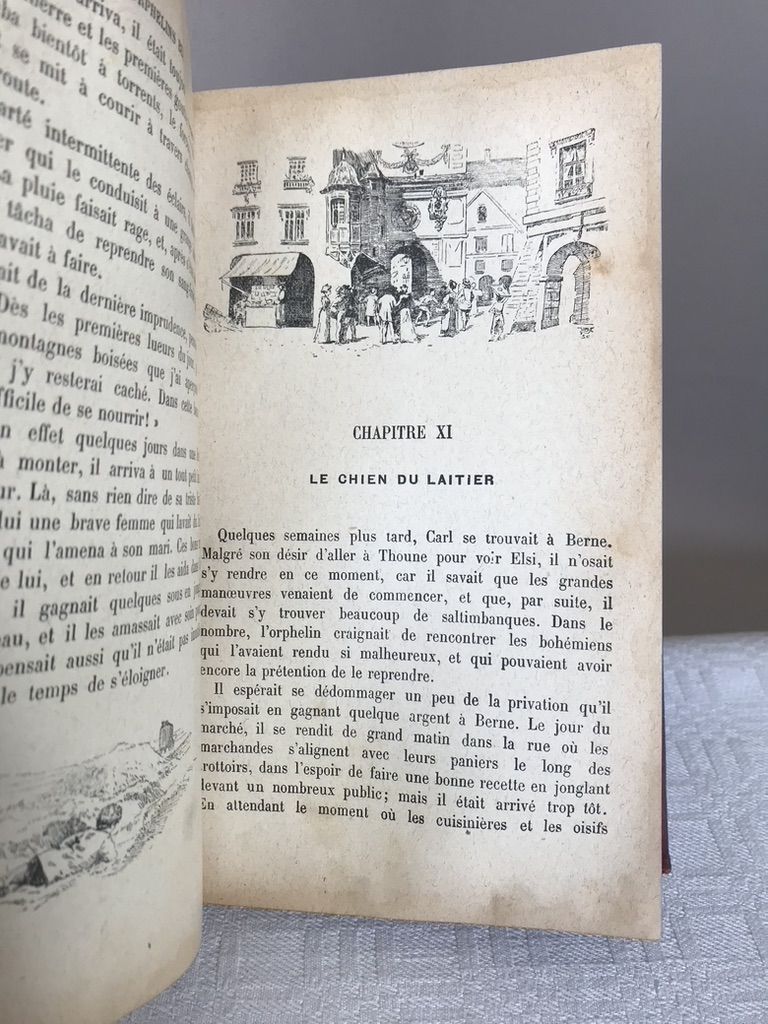 RPHELINS
arriva, il était
erre et les premières
ba bientôt à torrents, le
se mit à courir à travers
route.
arté intermittente des éclairs,
er qui le conduisit à une
a pluie faisait rage, et, après
tâcha de reprendre son
avait à faire.
ait de la dernière imprudence,
Dès les premières lueurs du
montagnes boisées que j'ai
j'y resterai caché. Dans cette
fficile de se nourrir! »
n effet quelques jours dans une
à monter, il arriva à un tout petit
ur. Là, sans rien dire de sa triste
lui une brave femme qui lavait
qui l'amena à son mari. Ces
e lui, et en retour il les aida dans
il gagnait quelques sous en
eau, et il les amassait avec soin
pensait aussi qu'il n'était pas
le temps de s'éloigner.
CHAPITRE XI
LE CHIEN DU LAITIER
Quelques semaines plus tard, Carl se trouvait à Berne.
Malgré son désir d'aller à Thoune pour voir Elsi, il n'osait
s'y rendre en ce moment, car il savait que les grandes
manœuvres venaient de commencer, et que, par suite, il
devait s'y trouver beaucoup de saltimbanques. Dans le
nombre, l'orphelin craignait de rencontrer les bohémiens
qui l'avaient rendu si malheureux, et qui pouvaient avoir
encore la prétention de le reprendre.
Il espérait se dédommager un peu de la privation qu'il
s'imposait en gagnant quelque argent à Berne. Le jour du
marché, il se rendit de grand matin dans la rue où les
marchandes s'alignent avec leurs paniers le long des
trottoirs, dans l'espoir de faire une bonne recette en jonglant
devant un nombreux public; mais il était arrivé trop tôt.
En attendant le moment où les cuisinières et les oisifs